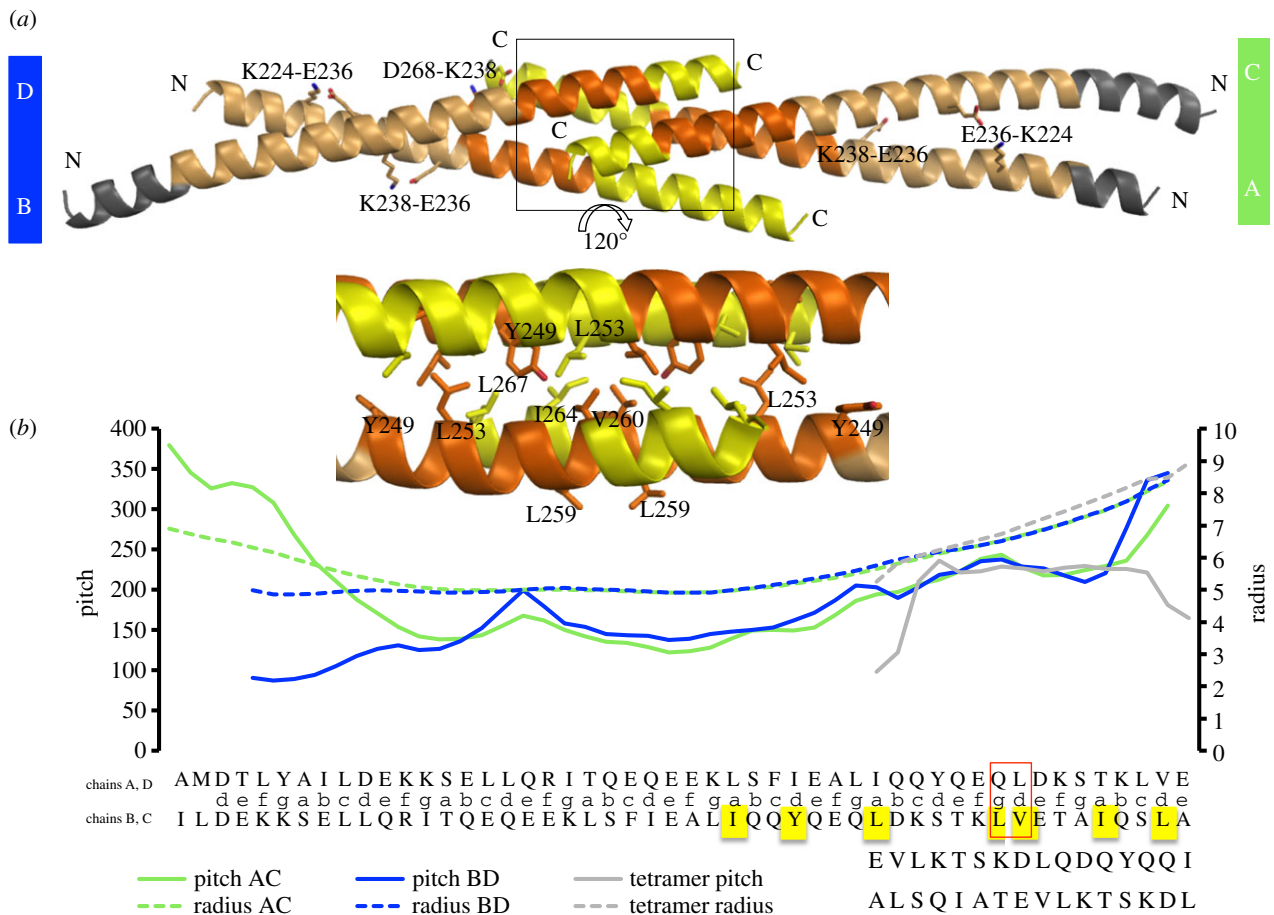 (a)
D
B
N
K224-E236
D268-K238
C
C
C
N
K238-E236
120°
C
K238-E236
E236-K224
N
N
C
A
Y249
L253
L267
I264
V260
L253
Y249
L253
Y249
L259
L259
(b)
pitch
400
350
300
250
200
150
100
50
0
radius
10
9
8
7
6
5
4
3
2
1
0
chains A, D
A M D T L Y A I L D E K K S E L L Q R I T Q E Q E E K L S F I E A L I Q Q Y Q E Q L D K S T K L V E
d e f g a b c d e f g a b c d e f g a b c d e f g a b c d e f g a b c d e f g d e f g a b c d e
chains B, C
I L D E K K S E L L Q R I T Q E Q E E K L S F I E A L I Q Q Y Q E Q L D K S T K L V E T A I Q S L A
E V L K T S K D L Q D Q Y Q Q I
A L S Q I A T E V L K T S K D L
pitch AC
pitch BD
tetramer pitch
radius AC
radius BD
tetramer radius